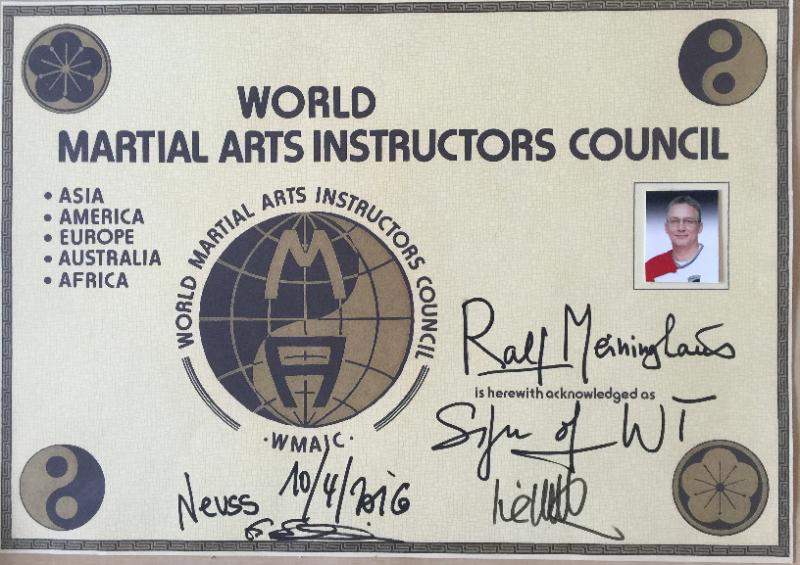 WORLD
MARTIAL ARTS INSTRUCTORS COUNCIL
• ASIA
• AMERICA
• EUROPE
• AUSTRALIA
• AFRICA
WORLD MARTIAL ARTS INSTRUCTORS COUNCIL
M
A
· WMAIC ·
Ralf Meininghaus
is herewith acknowledged as
Sifu of WT
Neuss 10/4/2016